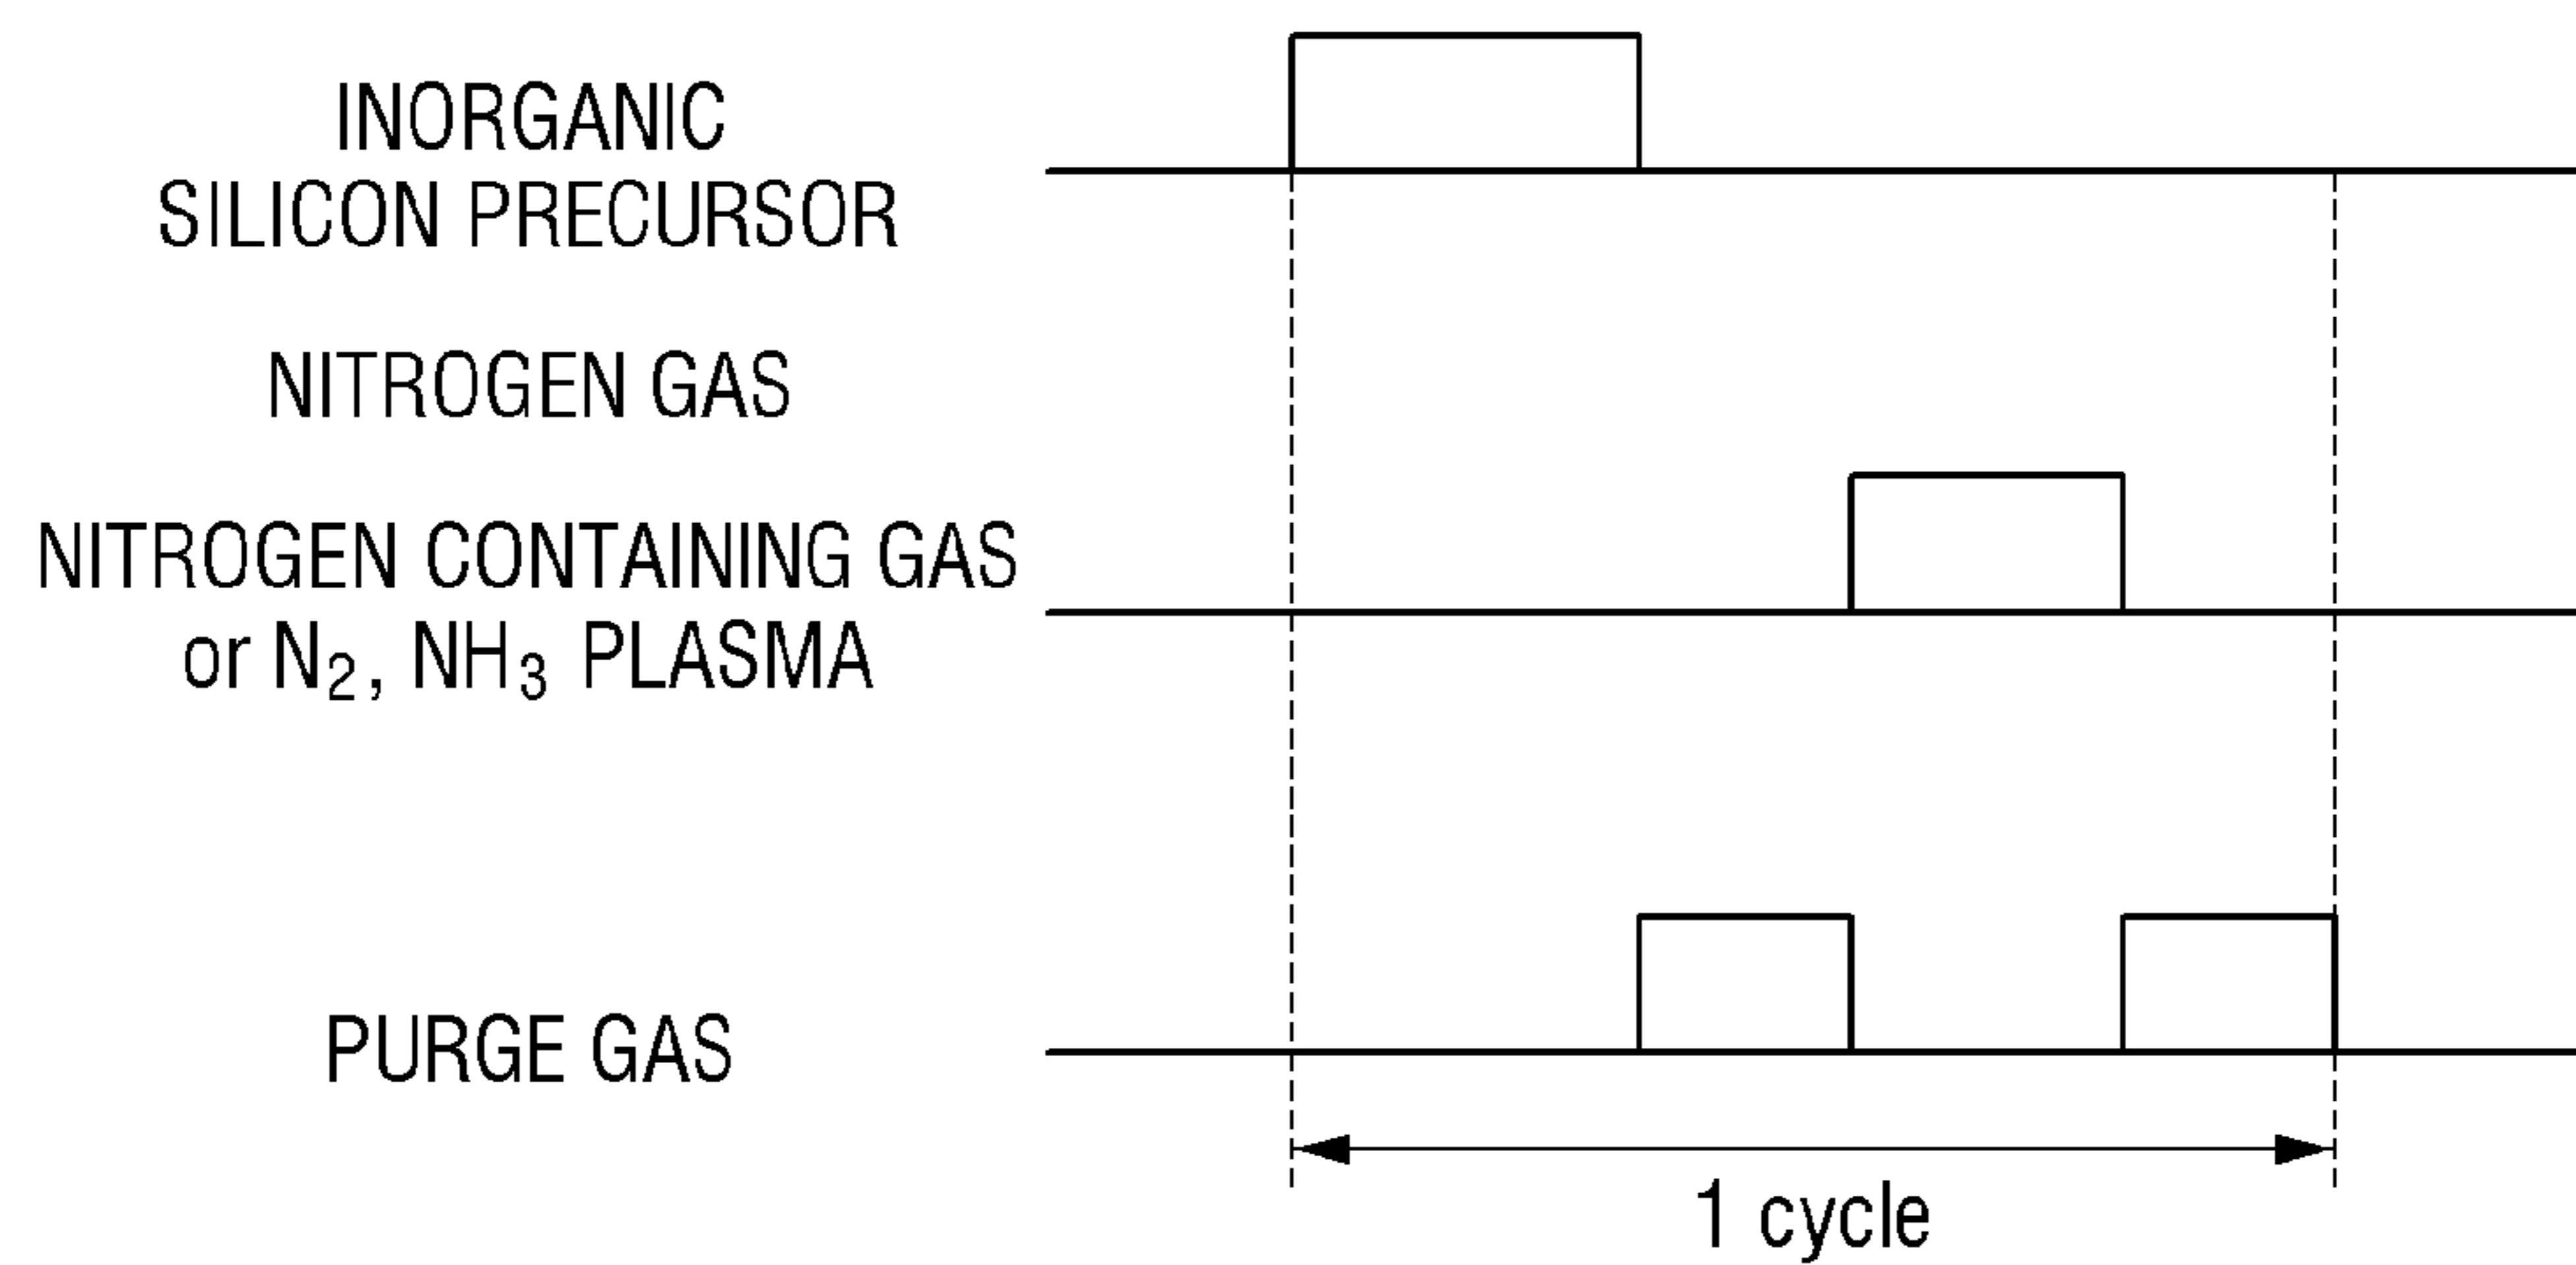 INORGANIC
SILICON PRECURSOR
NITROGEN GAS
NITROGEN CONTAINING GAS
or N₂, NH₃ PLASMA
PURGE GAS
1 cycle